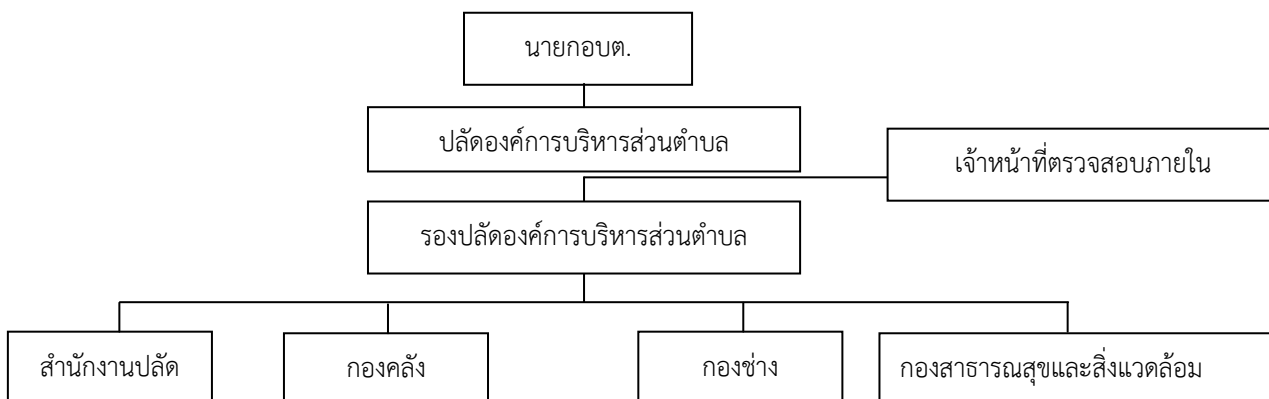 นายกอบต.
ปลัดองค์การบริหารส่วนตำบล
เจ้าหน้าที่ตรวจสอบภายใน
รองปลัดองค์การบริหารส่วนตำบล
สำนักงานปลัด
กองคลัง
กองช่าง
กองสาธารณสุขและสิ่งแวดล้อม